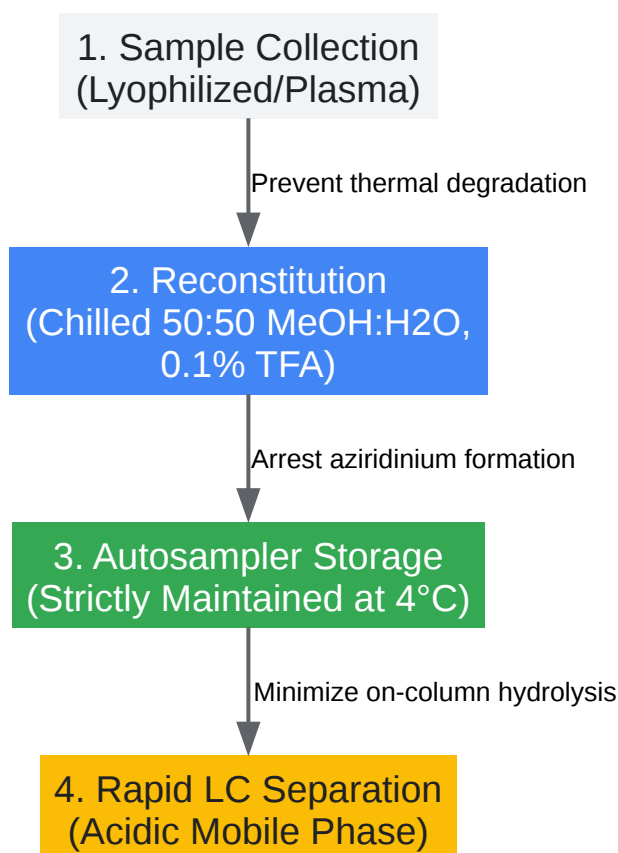 1. Sample Collection
(Lyophilized/Plasma)
Prevent thermal degradation
2. Reconstitution
(Chilled 50:50 MeOH:H2O,
0.1% TFA)
Arrest aziridinium formation
3. Autosampler Storage
(Strictly Maintained at 4°C)
Minimize on-column hydrolysis
4. Rapid LC Separation
(Acidic Mobile Phase)